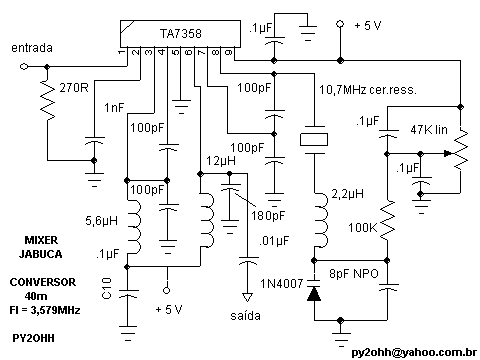 .1µF
+ 5 V
TA7358
entrada
1 2 3 4 5 6 7 8 9
270R
1nF
100pF
10,7MHz cer.ress.
100pF
.1µF
47K lin
100pF
12µH
100pF
.1µF
5,6µH
180pF
2,2µH
100K
MIXER
JABUCA
.1µF
.01µF
CONVERSOR
40m
FI = 3,579MHz
C10
1N4007
8pF NPO
+ 5 V
saída
PY2OHH
py2ohh@yahoo.com.br